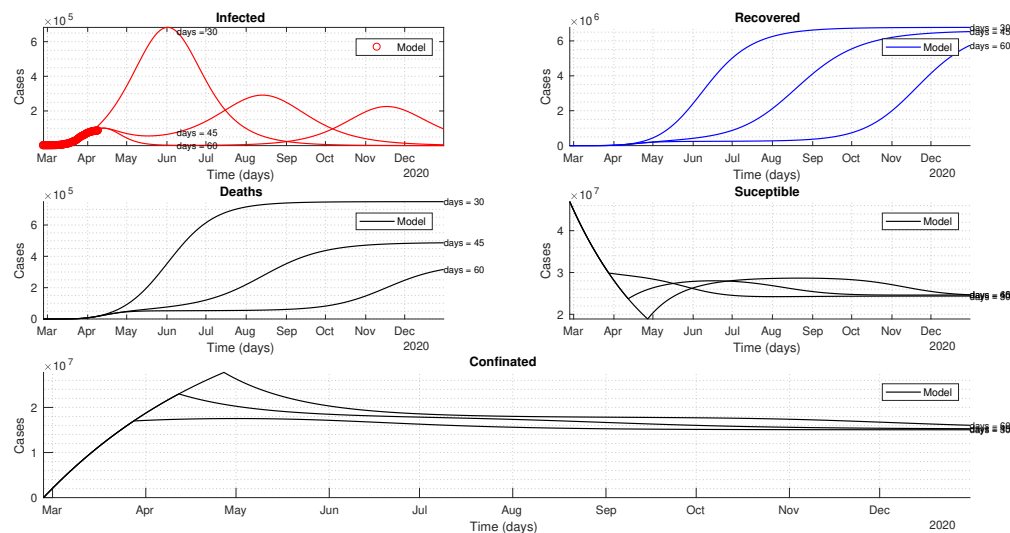 Infected
×10^5
Cases
6
4
2
0
days = 30
days = 45
days = 60
Model
Mar Apr May Jun Jul Aug Sep Oct Nov Dec
Time (days)
2020
Recovered
×10^6
Cases
6
4
2
0
days = 30
days = 45
days = 60
Model
Mar Apr May Jun Jul Aug Sep Oct Nov Dec
Time (days)
2020
Deaths
×10^5
Cases
6
4
2
0
days = 30
days = 45
days = 60
Model
Mar Apr May Jun Jul Aug Sep Oct Nov Dec
Time (days)
2020
Suceptible
×10^7
Cases
4
3
2
Model
Mar Apr May Jun Jul Aug Sep Oct Nov Dec
Time (days)
2020
Confinated
×10^7
Cases
2
1
0
days = 60
Model
Mar Apr May Jun Jul Aug Sep Oct Nov Dec
Time (days)
2020